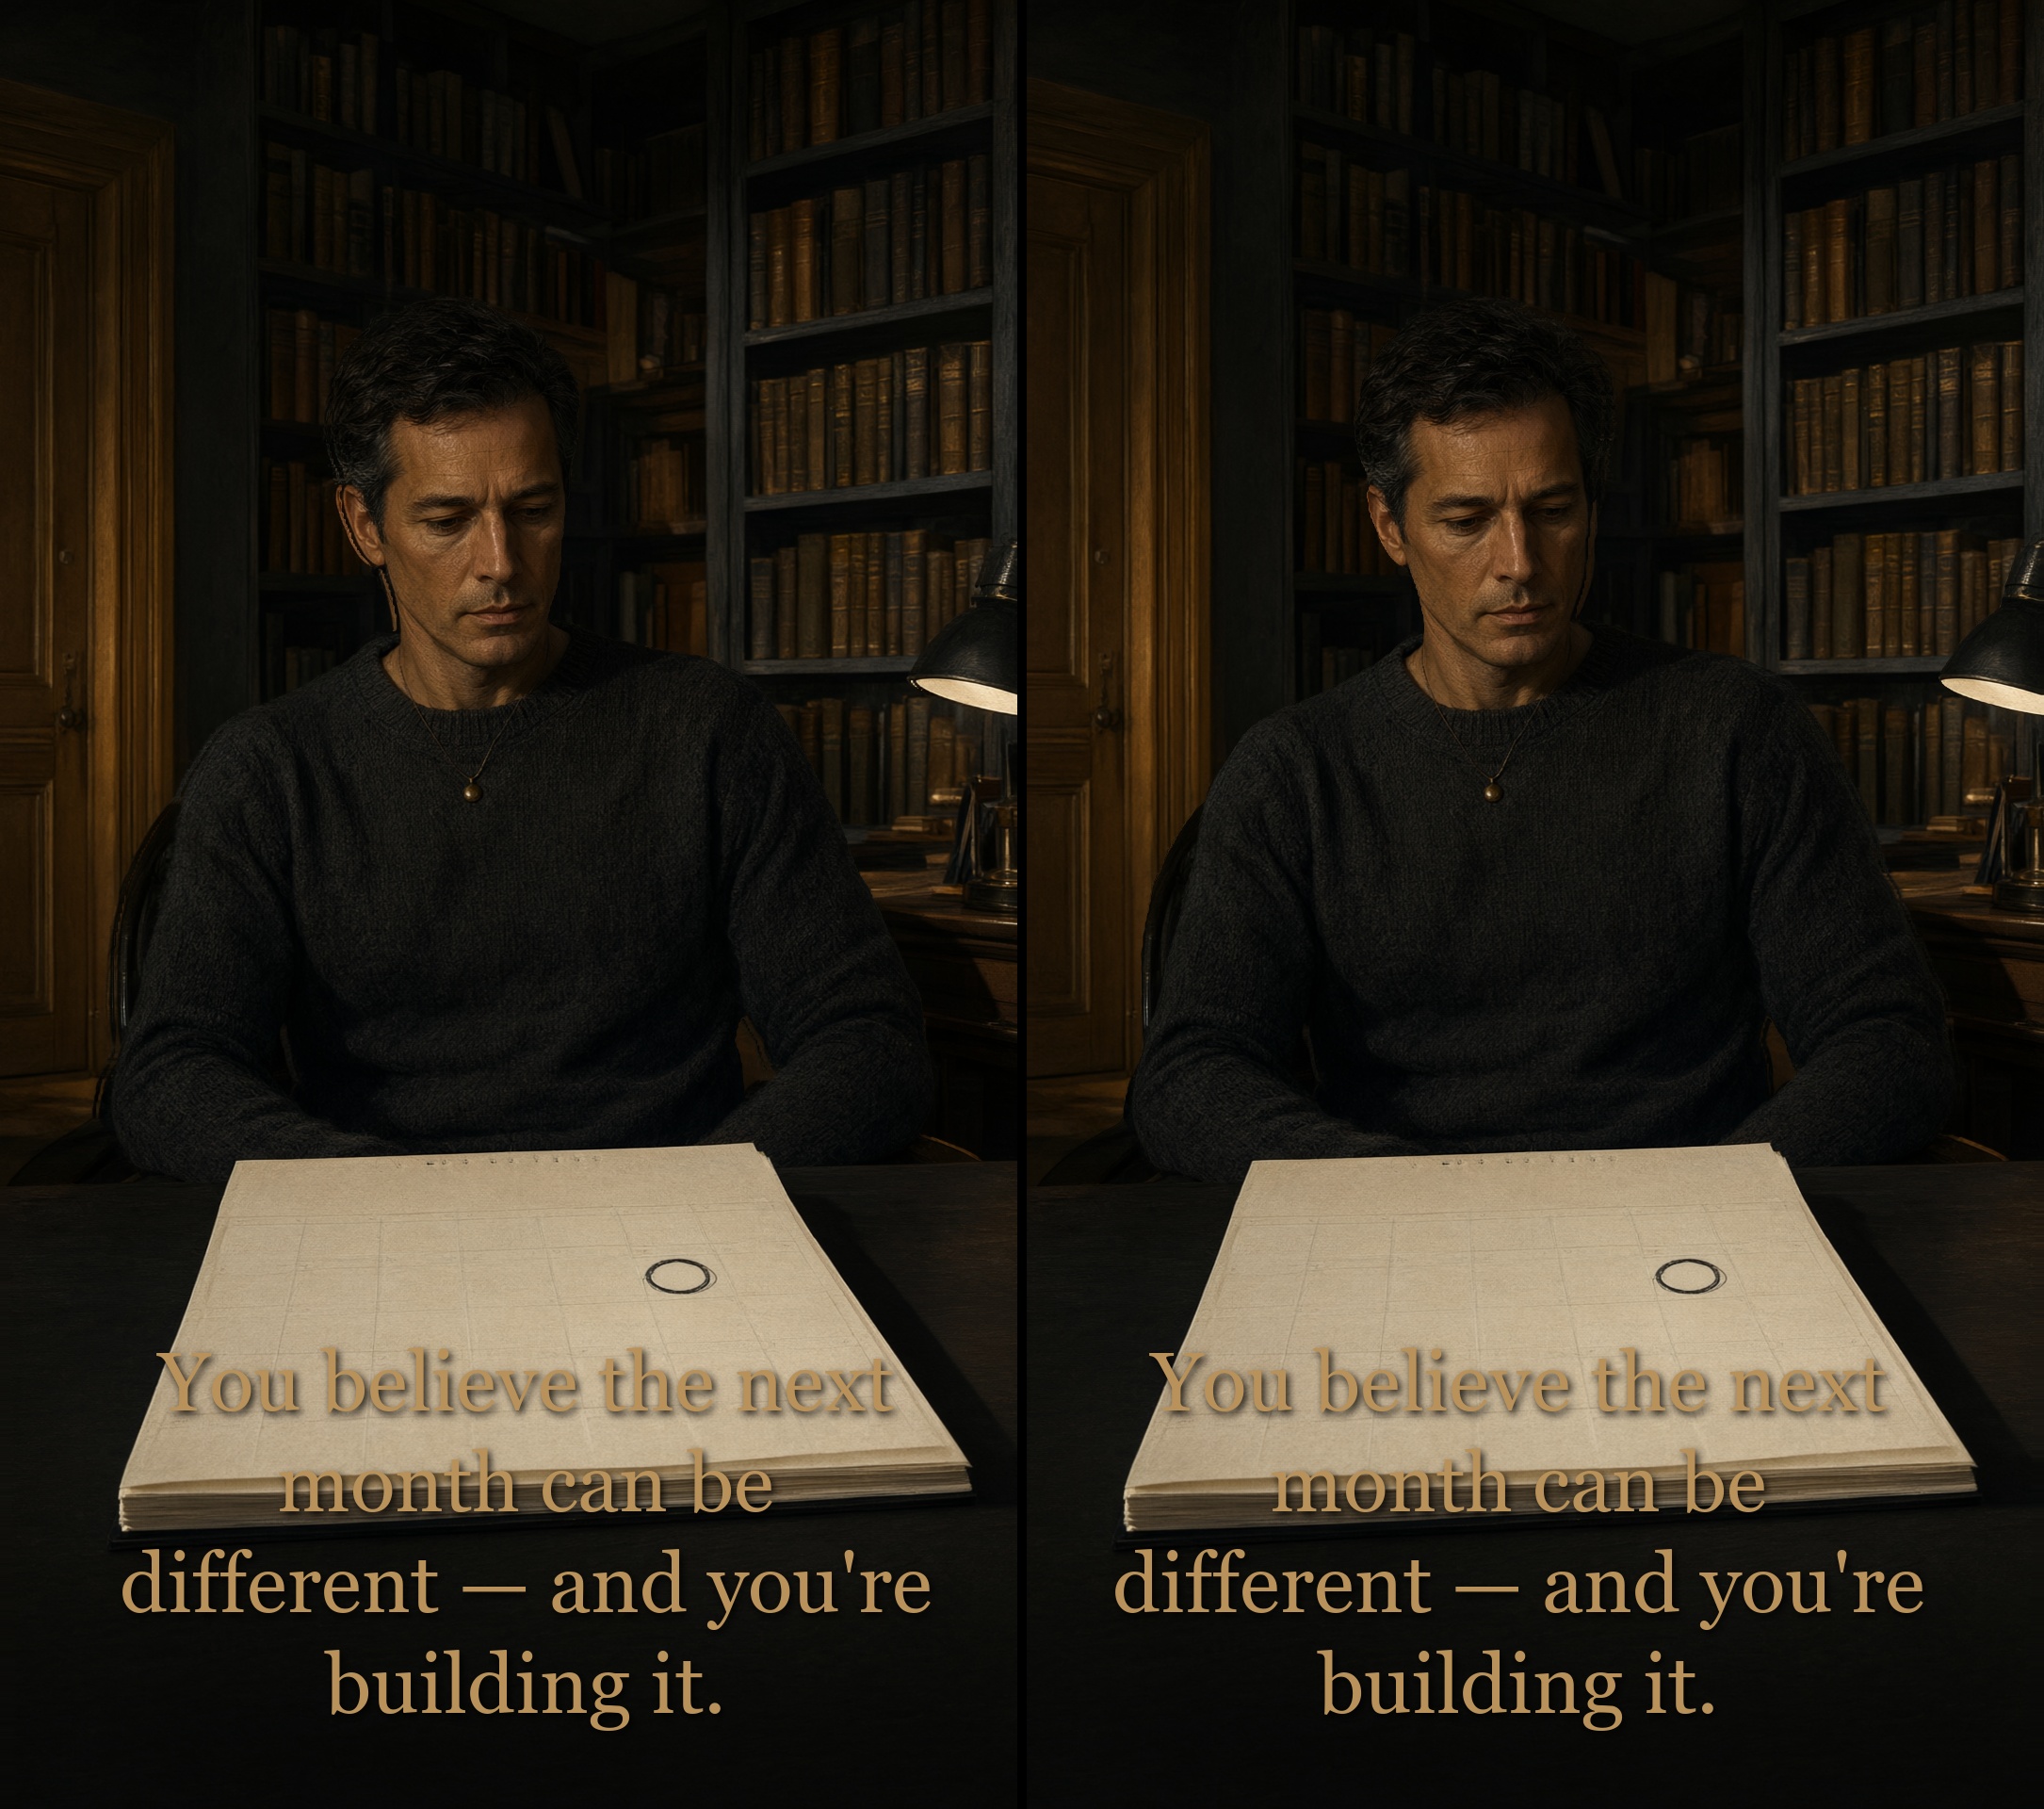 You believe the next
month can be
different — and you're
building it.
You believe the next
month can be
different — and you're
building it.